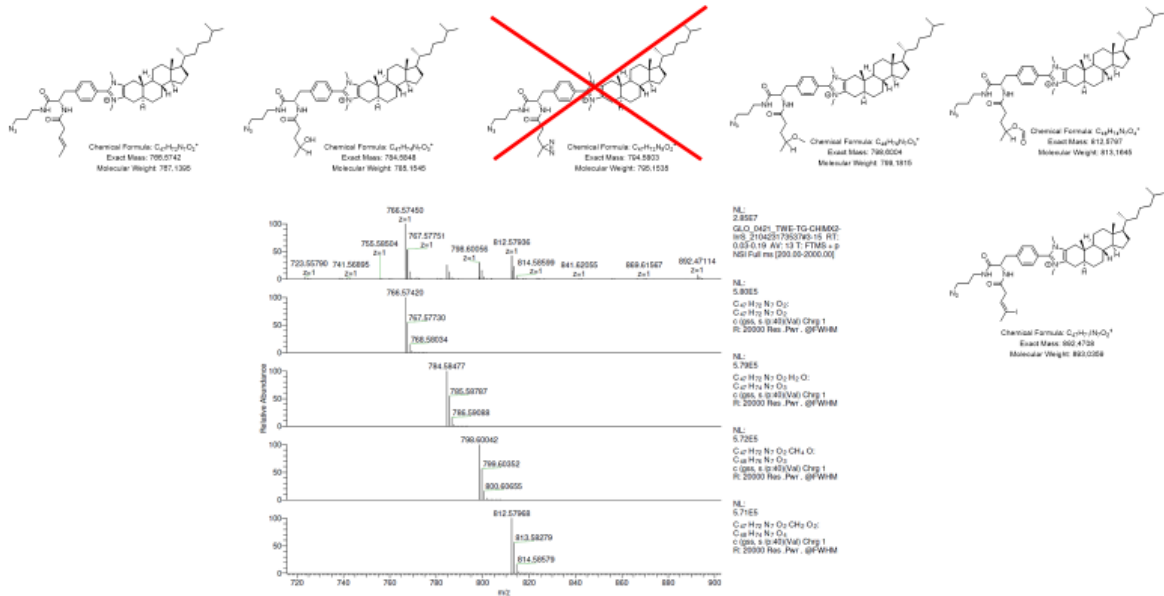 Chemical Formula: C₄₇H₇₂N₇O₂⁺
Exact Mass: 766.5742
Molecular Weight: 767.1395
Chemical Formula: C₄₇H₇₄N₇O₃⁺
Exact Mass: 784.5848
Molecular Weight: 785.1545
Chemical Formula: C₄₇H₇₂N₉O₂⁺
Exact Mass: 794.5803
Molecular Weight: 795.1535
Chemical Formula: C₄₈H₇₆N₇O₃⁺
Exact Mass: 798.6004
Molecular Weight: 799.1815
Chemical Formula: C₄₈H₇₄N₇O₄⁺
Exact Mass: 812.5797
Molecular Weight: 813.1645
Chemical Formula: C₄₇H₇₁IN₇O₂⁺
Exact Mass: 892.4708
Molecular Weight: 893.0356
NL:
2.85E7
RT:
0.03-0.19 AV: 13 T: FTMS + p
NSI Full ms [200.00-2000.00]
766.57450
z=1
767.57751
z=1
755.58504
z=1
723.55790
z=1
741.56895
z=1
798.60056
z=1
812.57936
z=1
814.58599
z=1
841.62055
z=1
869.61567
z=1
892.47114
z=1
NL:
5.80E5
C₄₇ H₇₂ N₇ O₂:
C₄₇ H₇₂ N₇ O₂
c (gss, s /p:40)(Val) Chrg 1
R: 20000 Res .Pwr . @FWHM
766.57420
767.57730
768.58034
NL:
5.79E5
C₄₇ H₇₂ N₇ O₂ H₂ O:
C₄₇ H₇₄ N₇ O₃
c (gss, s /p:40)(Val) Chrg 1
R: 20000 Res .Pwr . @FWHM
784.58477
785.58787
786.59088
NL:
5.72E5
C₄₇ H₇₂ N₇ O₂ CH₄ O:
C₄₈ H₇₆ N₇ O₃
c (gss, s /p:40)(Val) Chrg 1
R: 20000 Res .Pwr . @FWHM
798.60042
799.60352
800.60655
NL:
5.71E5
C₄₇ H₇₂ N₇ O₂ CH₂ O₂:
C₄₈ H₇₄ N₇ O₄
c (gss, s /p:40)(Val) Chrg 1
R: 20000 Res .Pwr . @FWHM
812.57968
813.58279
814.58579
Relative Abundance
100
50
0
720 740 760 780 800 820 840 860 880 900
m/z